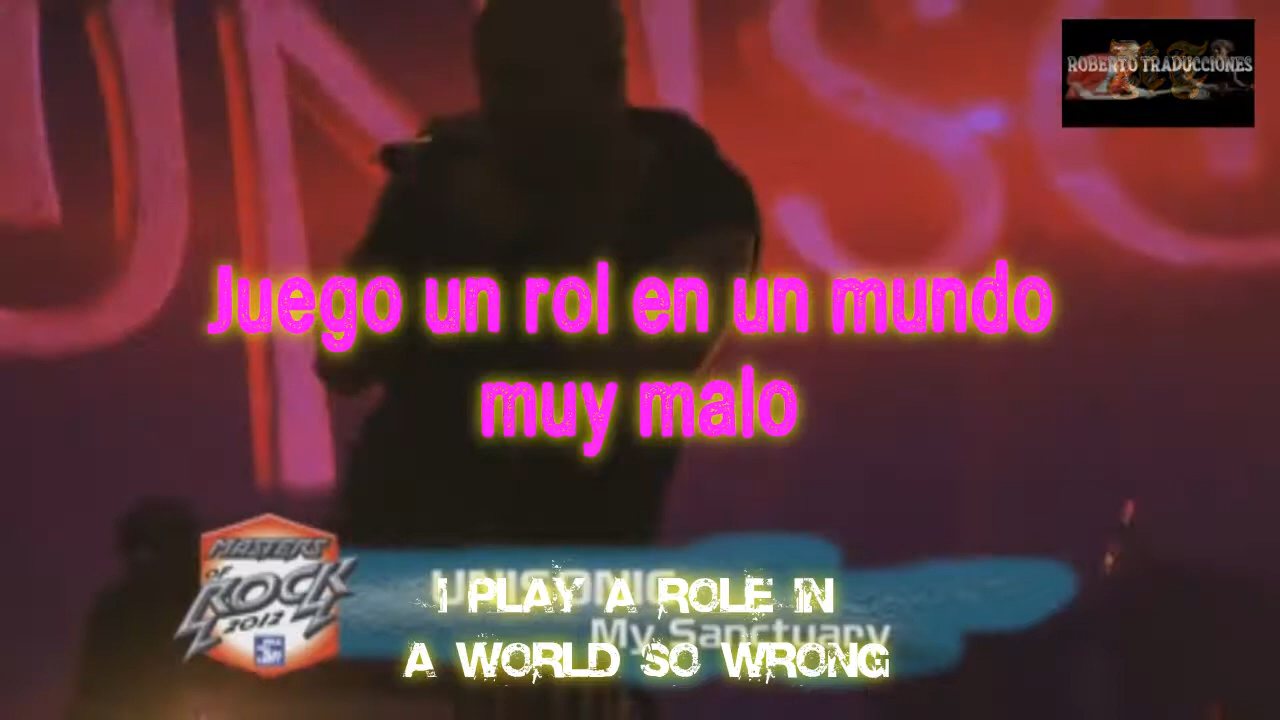 UNISO
ROBERTO TRADUCCIONES
Juego un rol en un mundo
muy malo
MASTERS
of
ROCK
2012
UNISONIC
My Sanctuary
I PLAY A ROLE IN
A WORLD SO WRONG